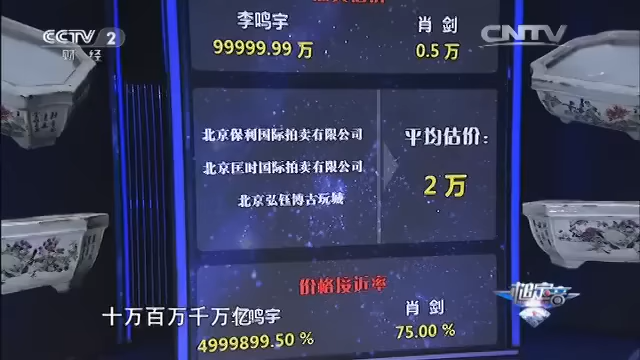 CCTV 2
财经
CNTV
李鸣宇
肖剑
99999.99 万
0.5 万
北京保利国际拍卖有限公司
北京匡时国际拍卖有限公司
北京弘钰博古玩城
平均估价：
2 万
价格接近率
十万百万千万亿
鸣宇
肖剑
4999899.50 %
75.00 %